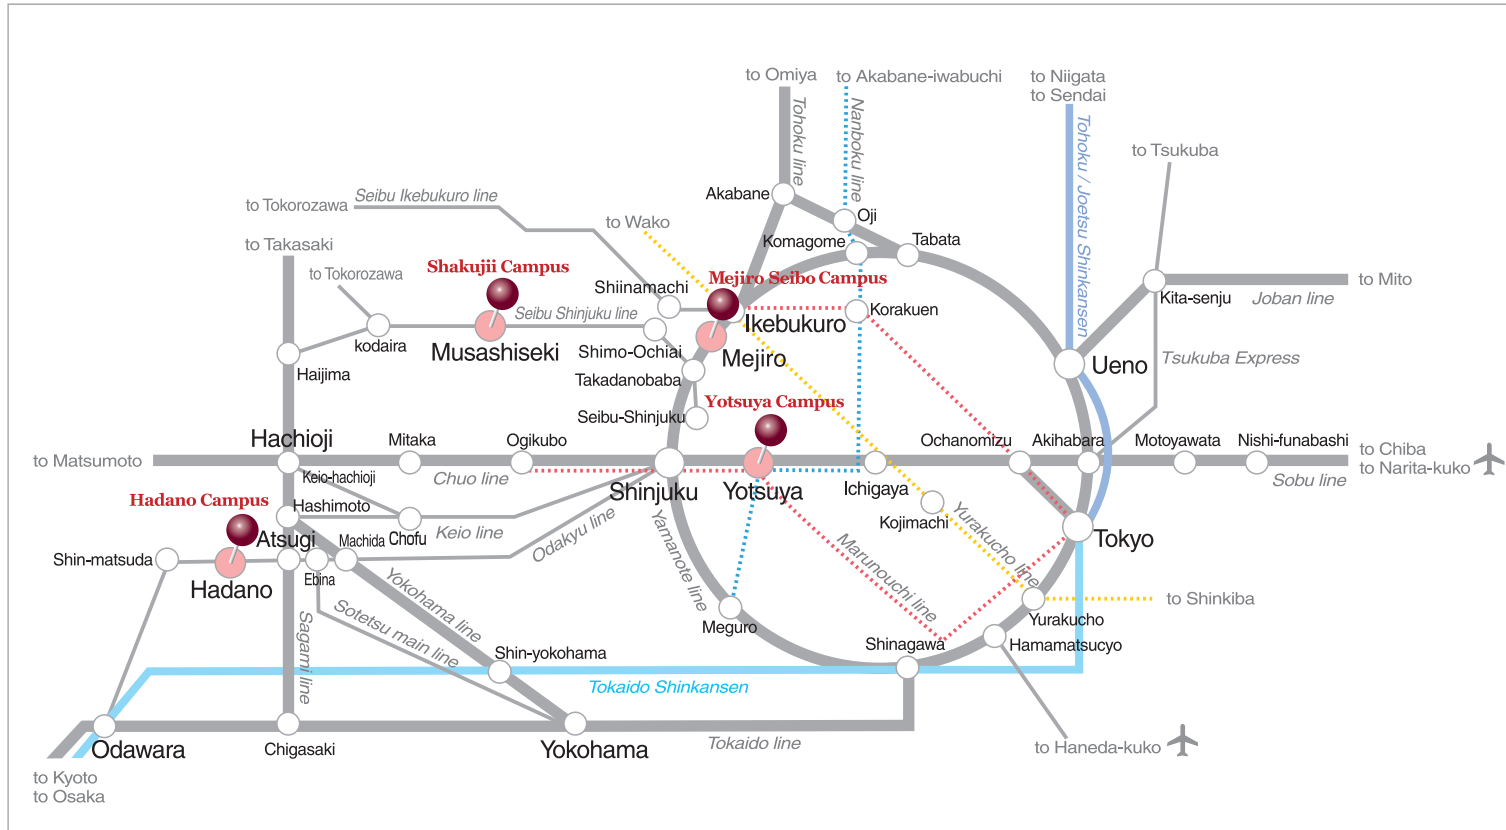 to Omiya
to Akabane-iwabuchi
to Niigata
to Sendai
Tohoku line
Nanboku line
Tohoku / Joetsu Shinkansen
to Tsukuba
Seibu Ikebukuro line
to Tokorozawa
Akabane
Oji
to Wako
Komagome
Tabata
to Takasaki
to Tokorozawa
Shakujii Campus
Mejiro Seibo Campus
to Mito
Shiinamachi
Kita-senju
Joban line
Seibu Shinjuku line
Korakuen
Ikebukuro
kodaira
Musashiseki
Shimo-Ochiai
Mejiro
Ueno
Tsukuba Express
Haijima
Takadanobaba
Yotsuya Campus
Seibu-Shinjuku
Hachioji
Mitaka
Ogikubo
Ochanomizu
Akihabara
Motoyawata
Nishi-funabashi
to Matsumoto
to Chiba
to Narita-kuko
Keio-hachioji
Chuo line
Shinjuku
Yotsuya
Ichigaya
Sobu line
Hadano Campus
Hashimoto
Kojimachi
Keio line
Odakyu line
Yamanote line
Marunouchi line
Yurakucho line
Atsugi
Machida
Chofu
Tokyo
Shin-matsuda
Ebina
Hadano
Yokohama line
Sotetsu main line
Sagami line
to Shinkiba
Meguro
Yurakucho
Shinagawa
Hamamatsucyo
Shin-yokohama
Tokaido Shinkansen
Odawara
Chigasaki
Yokohama
Tokaido line
to Haneda-kuko
to Kyoto
to Osaka